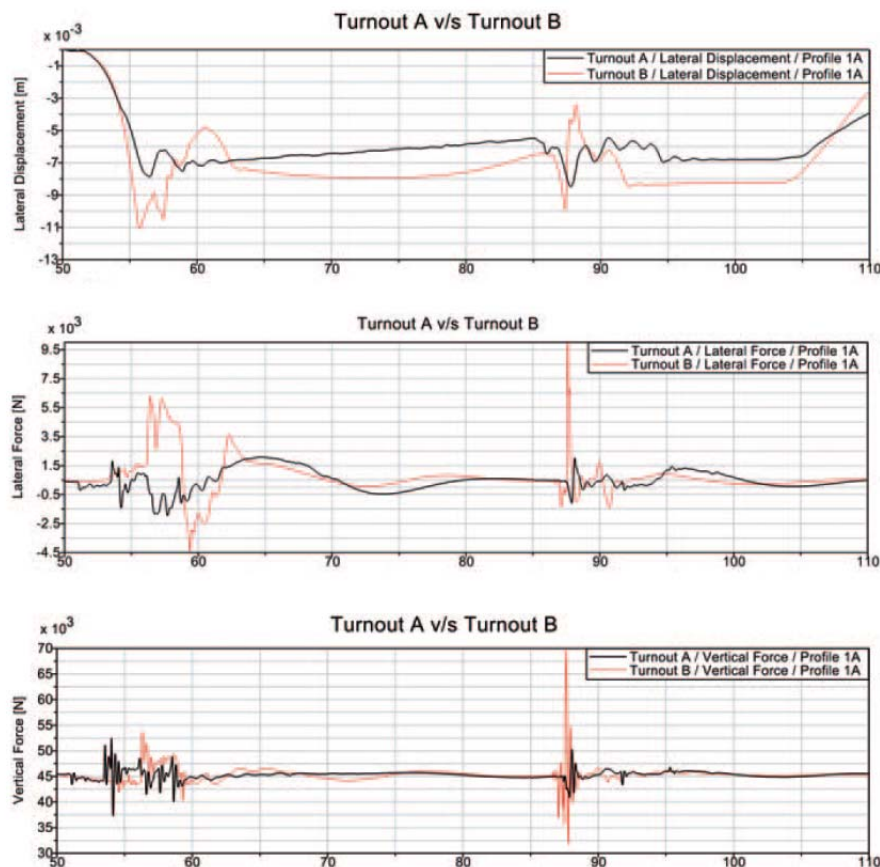 Turnout A v/s Turnout B
x 10⁻³
Turnout A / Lateral Displacement / Profile 1A
Turnout B / Lateral Displacement / Profile 1A
Lateral Displacement [m]
-1
-3
-5
-7
-9
-11
-13
50 60 70 80 90 100 110
Turnout A v/s Turnout B
x 10³
Turnout A / Lateral Force / Profile 1A
Turnout B / Lateral Force / Profile 1A
Lateral Force [N]
9.5
7.5
5.5
3.5
1.5
-0.5
-2.5
-4.5
50 60 70 80 90 100 110
Turnout A v/s Turnout B
x 10³
Turnout A / Vertical Force / Profile 1A
Turnout B / Vertical Force / Profile 1A
Vertical Force [N]
70
65
60
55
50
45
40
35
30
50 60 70 80 90 100 110